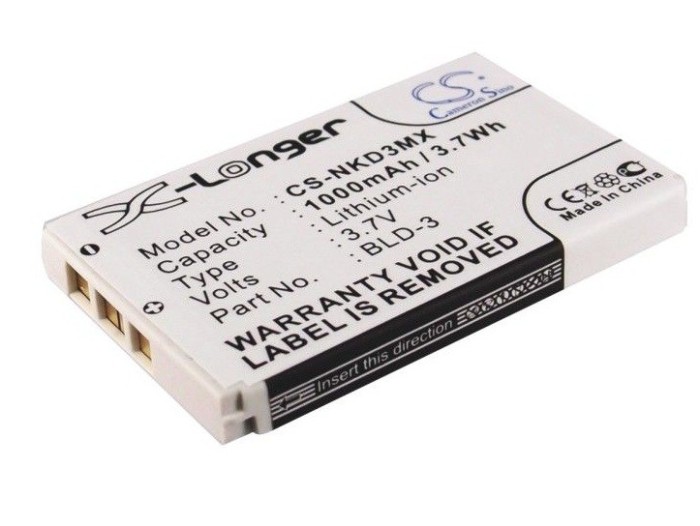 X-Longer
CS
Cameron Sino
Model No. : CS-NKD3MX
Capacity : 1000mAh / 3.7Wh
Type : Lithium-ion
Volts : 3.7V
Part No. : BLD-3
WARRANTY VOID IF
LABEL IS REMOVED
CE
Made in China
Insert this direction